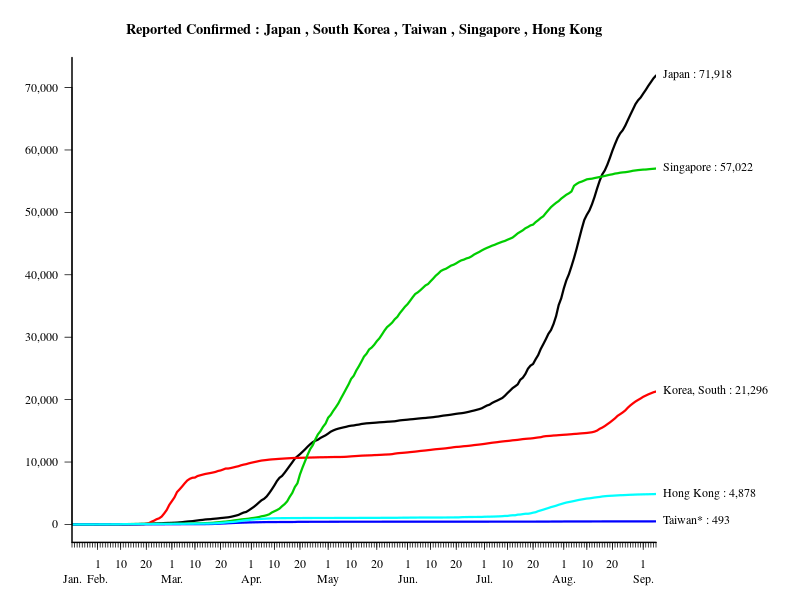 Reported Confirmed : Japan , South Korea , Taiwan , Singapore , Hong Kong
70,000
60,000
50,000
40,000
30,000
20,000
10,000
0
Japan : 71,918
Singapore : 57,022
Korea, South : 21,296
Hong Kong : 4,878
Taiwan* : 493
1 10 20 1 10 20 1 10 20 1 10 20 1 10 20 1 10 20 1 10 20 1
Jan. Feb. Mar. Apr. May Jun. Jul. Aug. Sep.